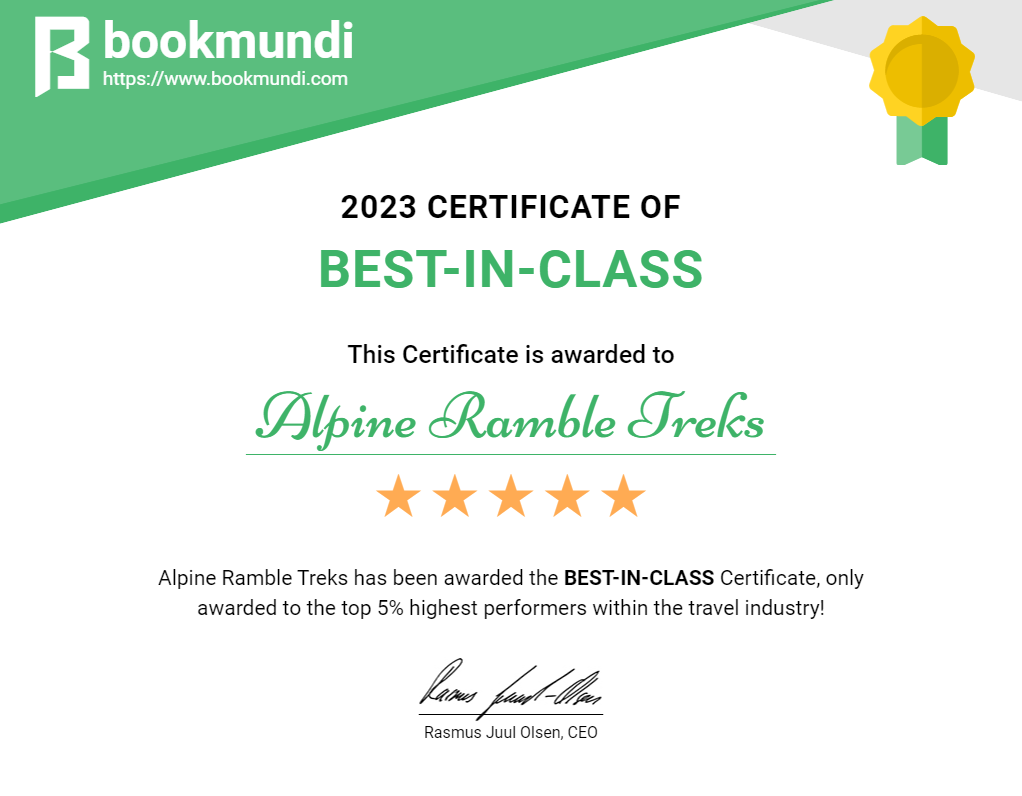 bookmundi
https://www.bookmundi.com
2023 CERTIFICATE OF
BEST-IN-CLASS
This Certificate is awarded to
Alpine Ramble Treks
Alpine Ramble Treks has been awarded the BEST-IN-CLASS Certificate, only
awarded to the top 5% highest performers within the travel industry!
Rasmus Juul-Olsen
Rasmus Juul Olsen, CEO